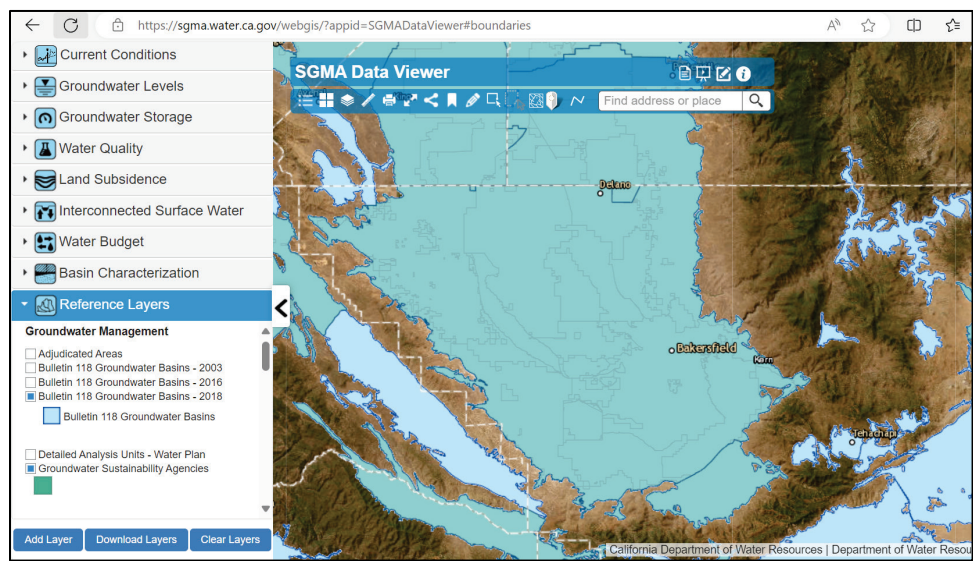 https://sgma.water.ca.gov/webgis/?appid=SGMADataViewer#boundaries
Current Conditions
Groundwater Levels
Groundwater Storage
Water Quality
Land Subsidence
Interconnected Surface Water
Water Budget
Basin Characterization
Reference Layers
Groundwater Management
Adjudicated Areas
Bulletin 118 Groundwater Basins - 2003
Bulletin 118 Groundwater Basins - 2016
Bulletin 118 Groundwater Basins - 2018
Bulletin 118 Groundwater Basins
Detailed Analysis Units - Water Plan
Groundwater Sustainability Agencies
Add Layer
Download Layers
Clear Layers
SGMA Data Viewer
Find address or place
Delano
Bakersfield
Kern
Tehachapi
California Department of Water Resources | Department of Water Resou